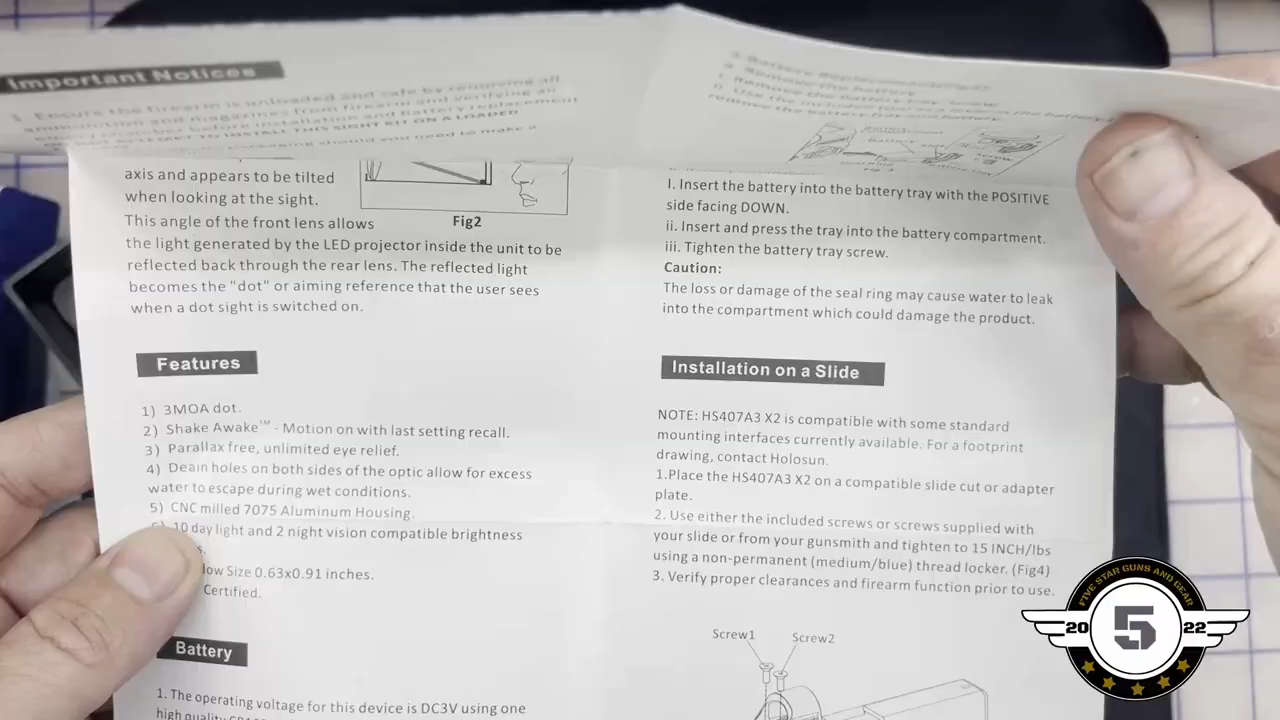 Important Notices
axis and appears to be tilted
when looking at the sight.
This angle of the front lens allows
the light generated by the LED projector inside the unit to be
reflected back through the rear lens. The reflected light
becomes the "dot" or aiming reference that the user sees
when a dot sight is switched on.
Fig2
Features
1) 3MOA dot.
2) Shake Awake™ - Motion on with last setting recall.
3) Parallax free, unlimited eye relief.
4) Deain holes on both sides of the optic allow for excess
water to escape during wet conditions.
5) CNC milled 7075 Aluminum Housing.
10 day light and 2 night vision compatible brightness
Size 0.63x0.91 inches.
Certified.
Battery
1. The operating voltage for this device is DC3V using one
high quality
I. Insert the battery into the battery tray with the POSITIVE
side facing DOWN.
ii. Insert and press the tray into the battery compartment.
iii. Tighten the battery tray screw.
Caution:
The loss or damage of the seal ring may cause water to leak
into the compartment which could damage the product.
Installation on a Slide
NOTE: HS407A3 X2 is compatible with some standard
mounting interfaces currently available. For a footprint
drawing, contact Holosun.
1.Place the HS407A3 X2 on a compatible slide cut or adapter
plate.
2. Use either the included screws or screws supplied with
your slide or from your gunsmith and tighten to 15 INCH/lbs
using a non-permanent (medium/blue) thread locker. (Fig4)
3. Verify proper clearances and firearm function prior to use.
Screw1
Screw2
FIVE STAR GUNS AND GEAR
20 5 22